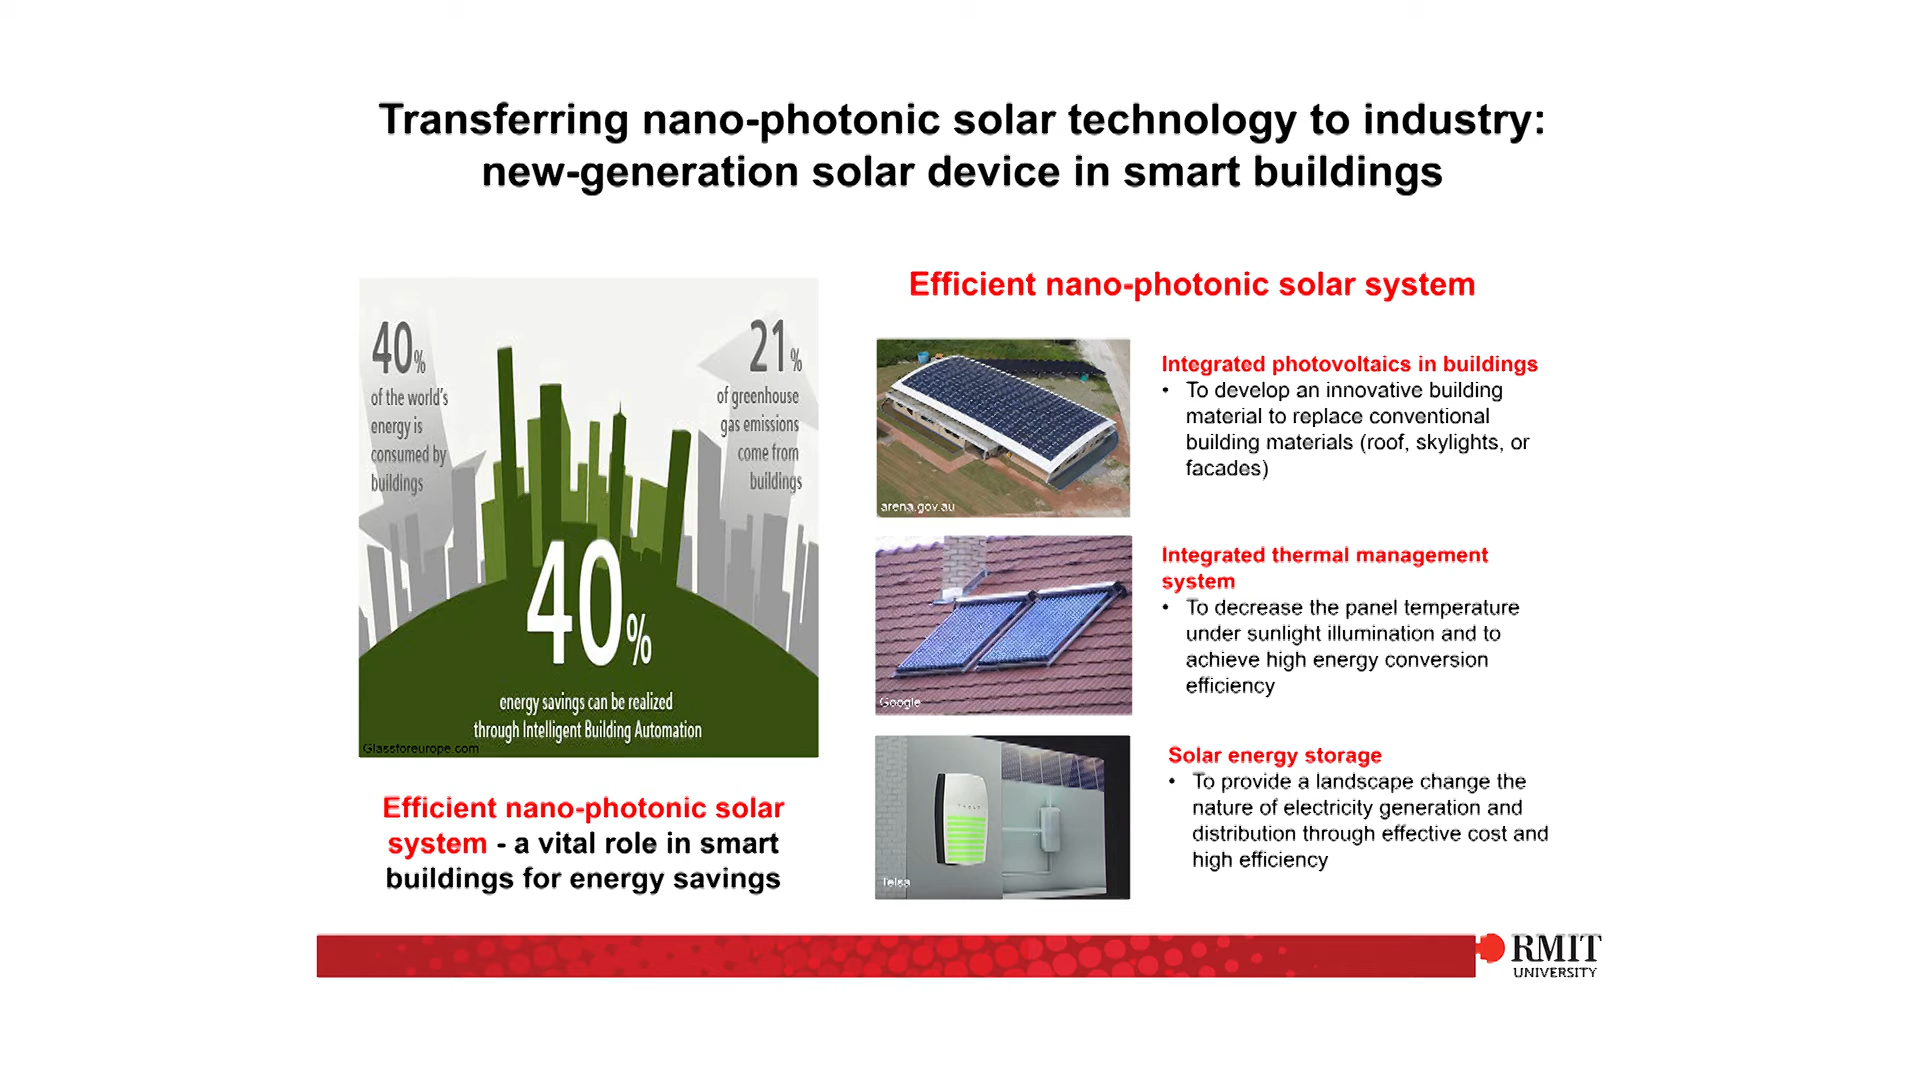 Transferring nano-photonic solar technology to industry:
new-generation solar device in smart buildings
40%
of the world's
energy is
consumed by
buildings
21%
of greenhouse
gas emissions
come from
buildings
40%
energy savings can be realized
through Intelligent Building Automation
Glassforeurope.com
Efficient nano-photonic solar
system - a vital role in smart
buildings for energy savings
Efficient nano-photonic solar system
arena.gov.au
Integrated photovoltaics in buildings
• To develop an innovative building
material to replace conventional
building materials (roof, skylights, or
facades)
Google
Integrated thermal management
system
• To decrease the panel temperature
under sunlight illumination and to
achieve high energy conversion
efficiency
TESLA
Telsa
Solar energy storage
• To provide a landscape change the
nature of electricity generation and
distribution through effective cost and
high efficiency
RMIT
UNIVERSITY